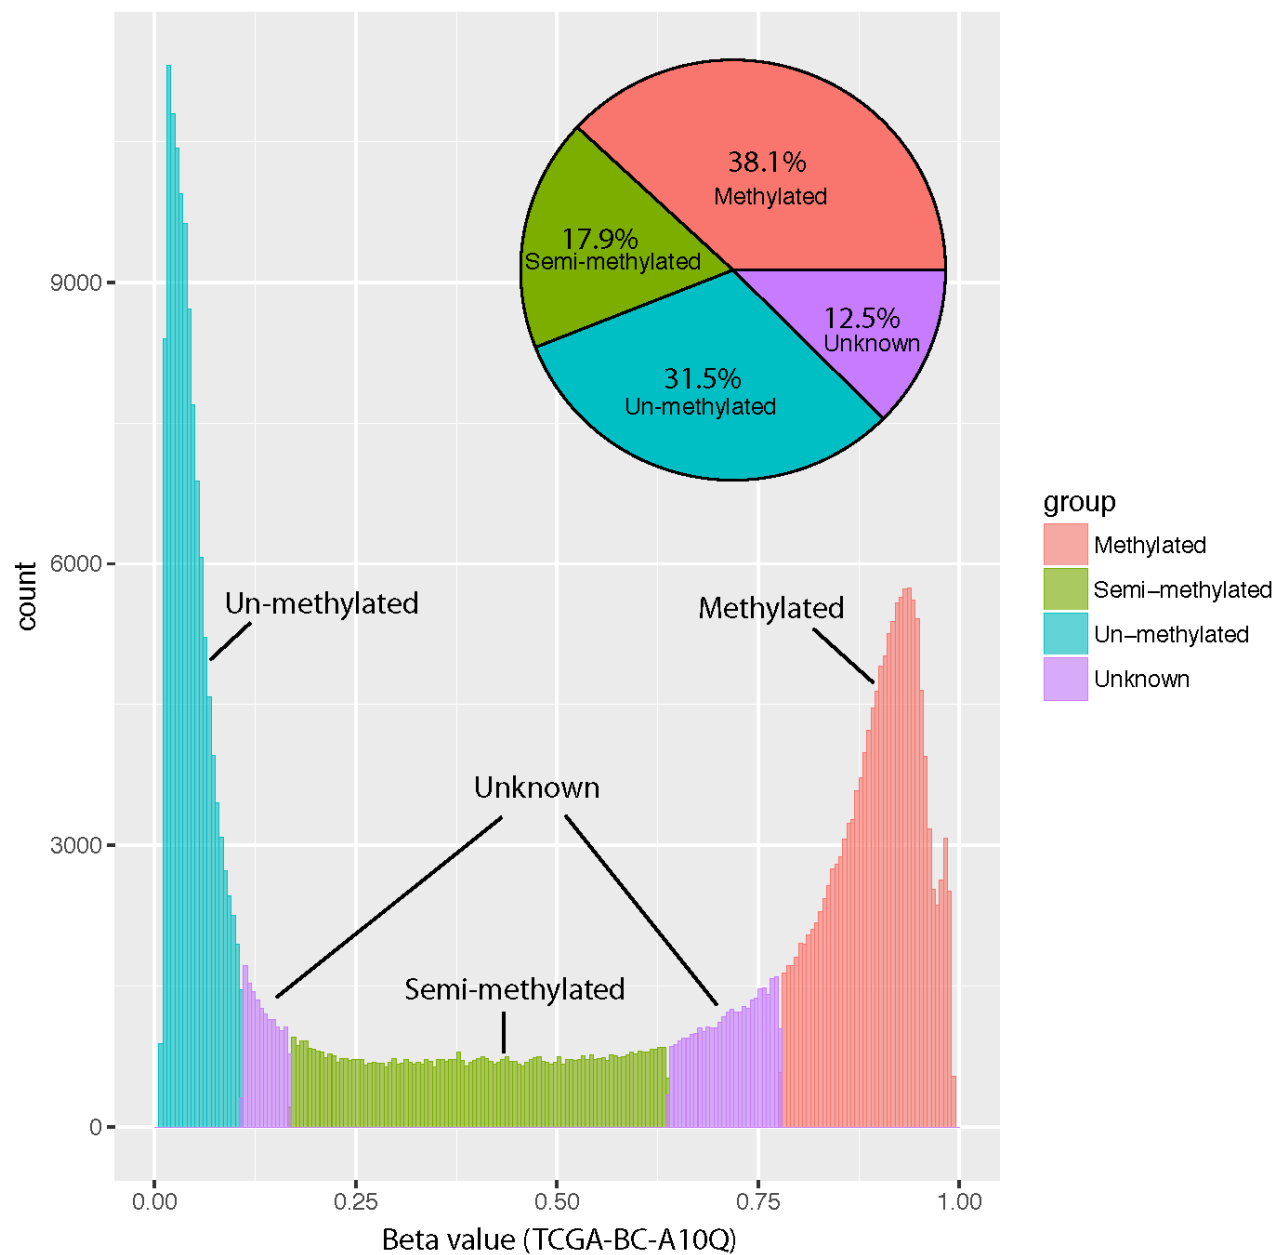 38.1%
Methylated
17.9%
Semi-methylated
12.5%
Unknown
31.5%
Un-methylated
9000
6000
3000
0
count
Un-methylated
Methylated
Unknown
Semi-methylated
group
Methylated
Semi−methylated
Un−methylated
Unknown
0.00 0.25 0.50 0.75 1.00
Beta value (TCGA-BC-A10Q)